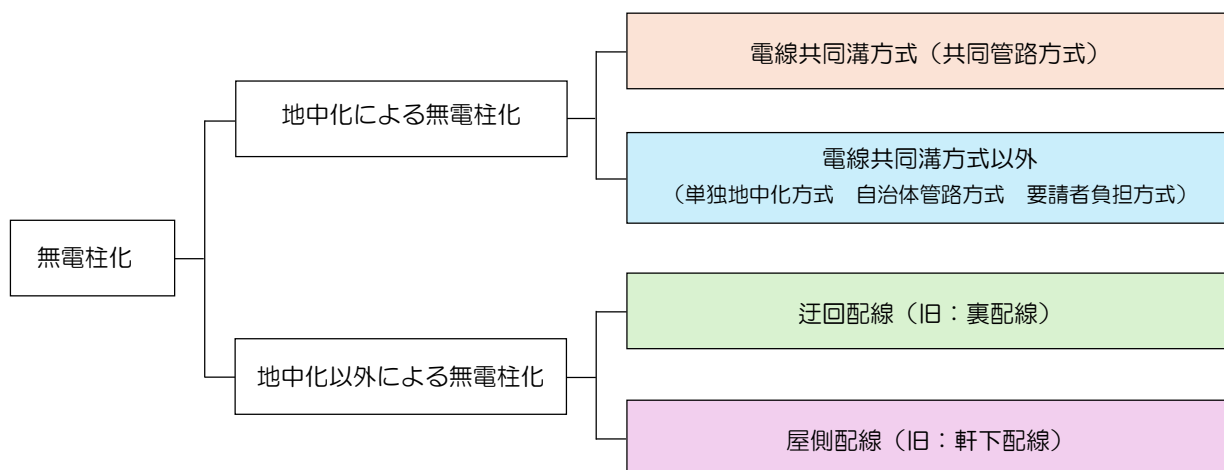 無電柱化
地中化による無電柱化
電線共同溝方式（共同管路方式）
電線共同溝方式以外
（単独地中化方式　自治体管路方式　要請者負担方式）
地中化以外による無電柱化
迂回配線（旧：裏配線）
屋側配線（旧：軒下配線）